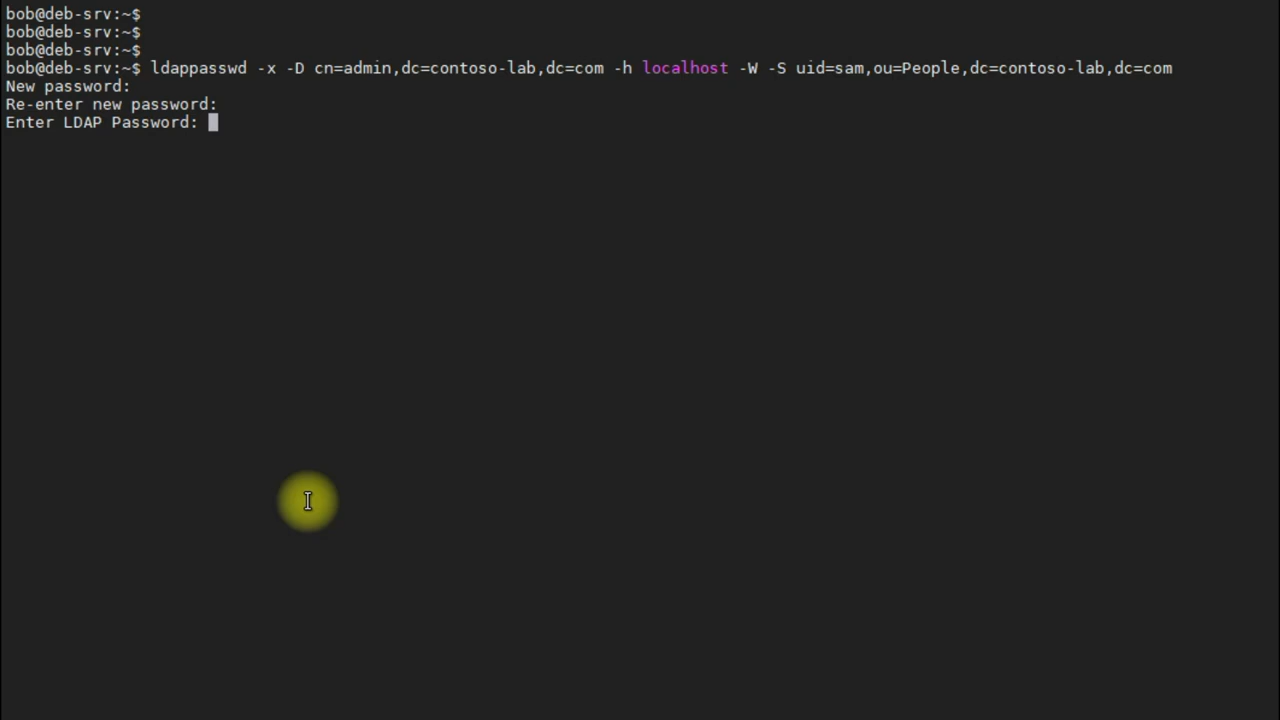 bob@deb-srv:~$
bob@deb-srv:~$
bob@deb-srv:~$
bob@deb-srv:~$ ldappasswd -x -D cn=admin,dc=contoso-lab,dc=com -h localhost -W -S uid=sam,ou=People,dc=contoso-lab,dc=com
New password:
Re-enter new password:
Enter LDAP Password: